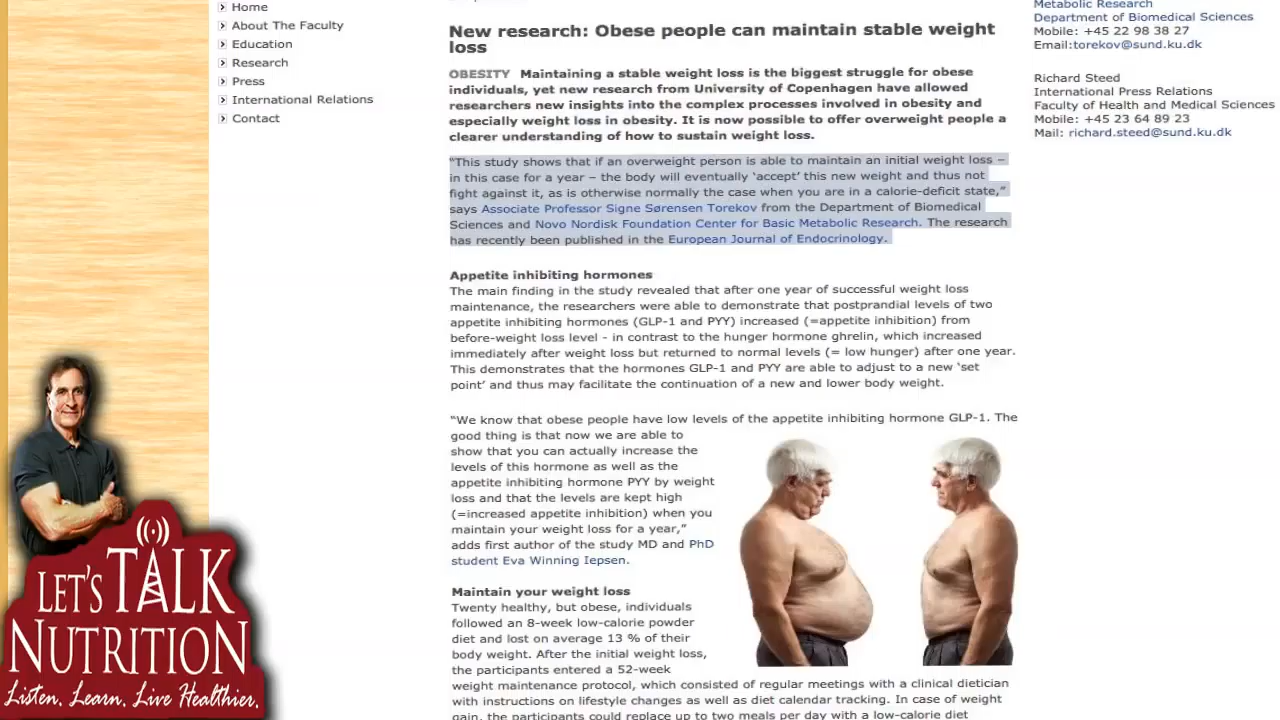 Home
About The Faculty
Education
Research
Press
International Relations
Contact
New research: Obese people can maintain stable weight
loss
OBESITY Maintaining a stable weight loss is the biggest struggle for obese
individuals, yet new research from University of Copenhagen have allowed
researchers new insights into the complex processes involved in obesity and
especially weight loss in obesity. It is now possible to offer overweight people a
clearer understanding of how to sustain weight loss.
“This study shows that if an overweight person is able to maintain an initial weight loss –
in this case for a year – the body will eventually ‘accept’ this new weight and thus not
fight against it, as is otherwise normally the case when you are in a calorie-deficit state,”
says Associate Professor Signe Sørensen Torekov from the Department of Biomedical
Sciences and Novo Nordisk Foundation Center for Basic Metabolic Research. The research
has recently been published in the European Journal of Endocrinology.
Appetite inhibiting hormones
The main finding in the study revealed that after one year of successful weight loss
maintenance, the researchers were able to demonstrate that postprandial levels of two
appetite inhibiting hormones (GLP-1 and PYY) increased (=appetite inhibition) from
before-weight loss level - in contrast to the hunger hormone ghrelin, which increased
immediately after weight loss but returned to normal levels (= low hunger) after one year.
This demonstrates that the hormones GLP-1 and PYY are able to adjust to a new ‘set
point’ and thus may facilitate the continuation of a new and lower body weight.
“We know that obese people have low levels of the appetite inhibiting hormone GLP-1. The
good thing is that now we are able to
show that you can actually increase the
levels of this hormone as well as the
appetite inhibiting hormone PYY by weight
loss and that the levels are kept high
(=increased appetite inhibition) when you
maintain your weight loss for a year,”
adds first author of the study MD and PhD
student Eva Winning Iepsen.
Maintain your weight loss
Twenty healthy, but obese, individuals
followed an 8-week low-calorie powder
diet and lost on average 13 % of their
body weight. After the initial weight loss,
the participants entered a 52-week
weight maintenance protocol, which consisted of regular meetings with a clinical dietician
with instructions on lifestyle changes as well as diet calendar tracking. In case of weight
gain, the participants could replace up to two meals per day with a low-calorie diet
Metabolic Research
Department of Biomedical Sciences
Mobile: +45 22 98 38 27
Email:torekov@sund.ku.dk
Richard Steed
International Press Relations
Faculty of Health and Medical Sciences
Mobile: +45 23 64 89 23
Mail: richard.steed@sund.ku.dk
LET'S TALK
NUTRITION
Listen. Learn. Live Healthier.